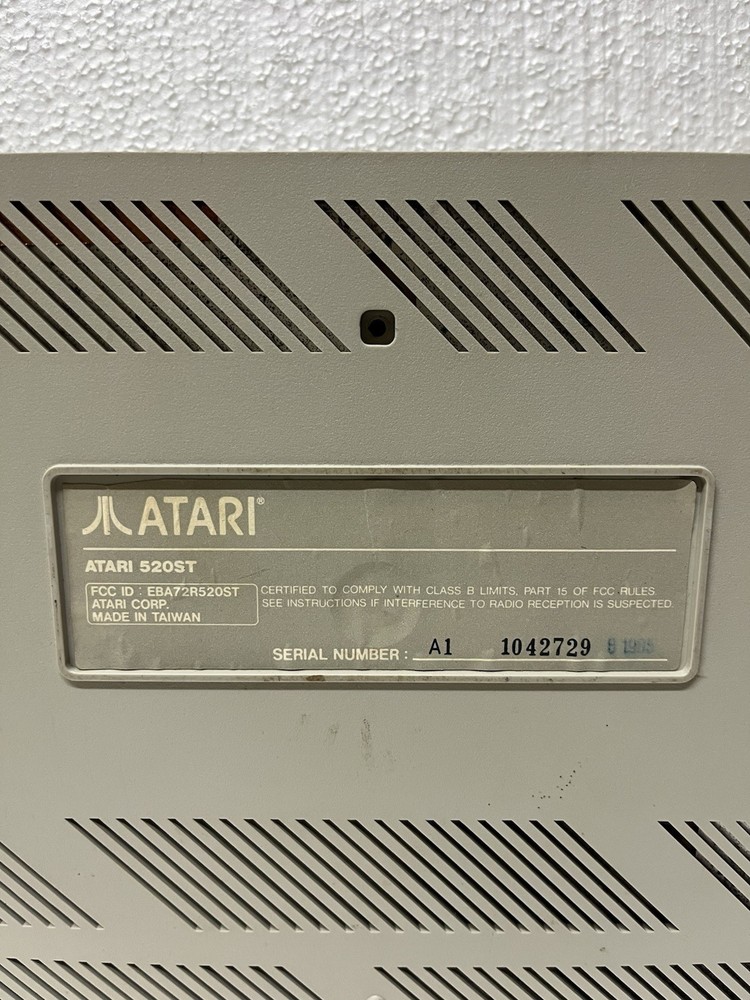 ATARI®
ATARI 520ST
FCC ID : EBA72R520ST
ATARI CORP.
MADE IN TAIWAN
CERTIFIED TO COMPLY WITH CLASS B LIMITS, PART 15 OF FCC RULES
SEE INSTRUCTIONS IF INTERFERENCE TO RADIO RECEPTION IS SUSPECTED.
SERIAL NUMBER : A1 1042729